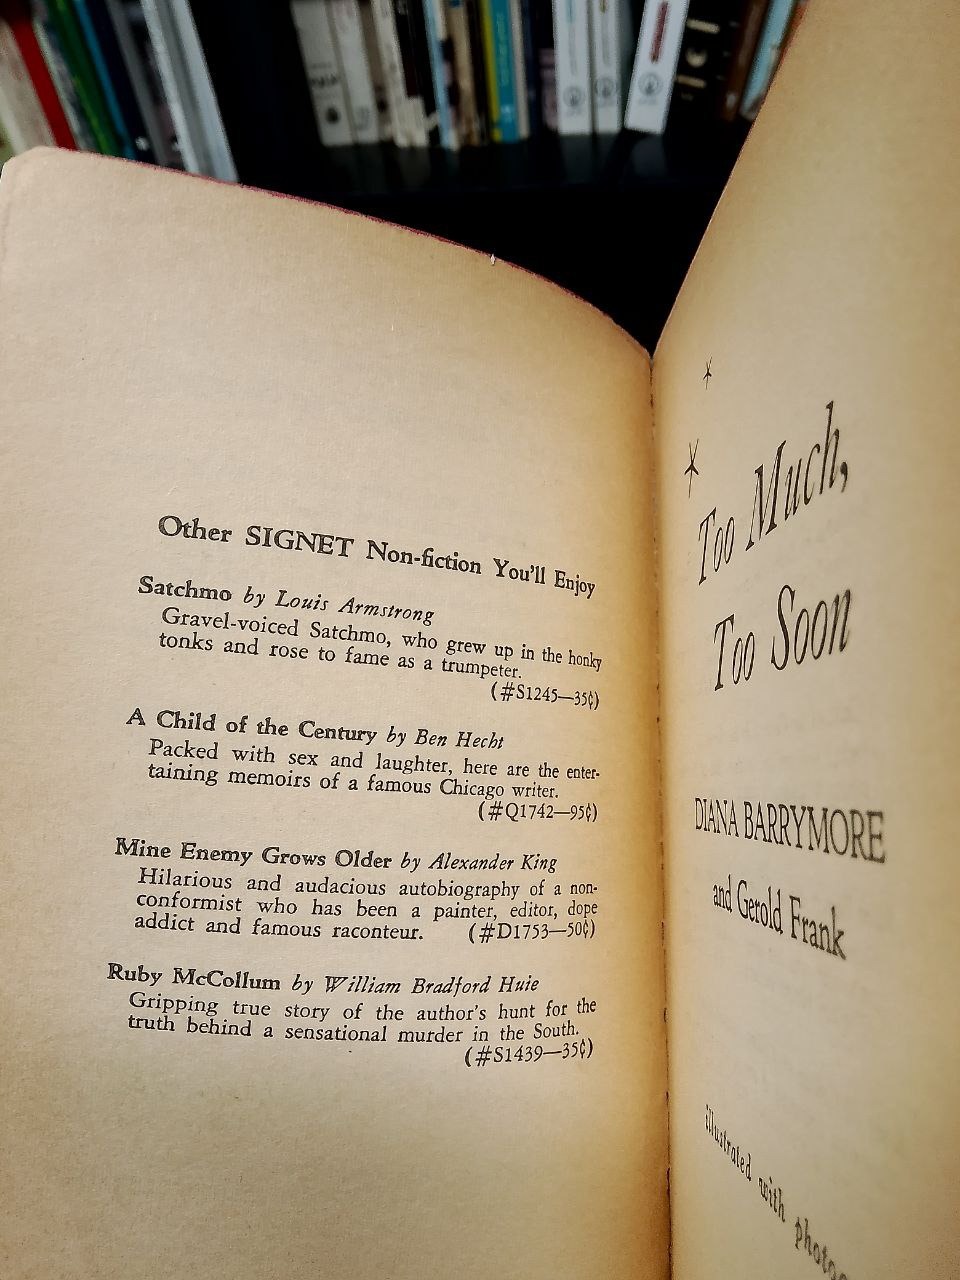 Other SIGNET Non-fiction You'll Enjoy
Satchmo by Louis Armstrong
Gravel-voiced Satchmo, who grew up in the honky
tonks and rose to fame as a trumpeter.
(#S1245—35¢)
A Child of the Century by Ben Hecht
Packed with sex and laughter, here are the enter-
taining memoirs of a famous Chicago writer.
(#Q1742—95¢)
Mine Enemy Grows Older by Alexander King
Hilarious and audacious autobiography of a non-
conformist who has been a painter, editor, dope
addict and famous raconteur. (#D1753—50¢)
Ruby McCollum by William Bradford Huie
Gripping true story of the author's hunt for the
truth behind a sensational murder in the South.
(#S1439—35¢)
Too Much,
Too Soon
DIANA BARRYMORE
and Gerold Frank
illustrated with